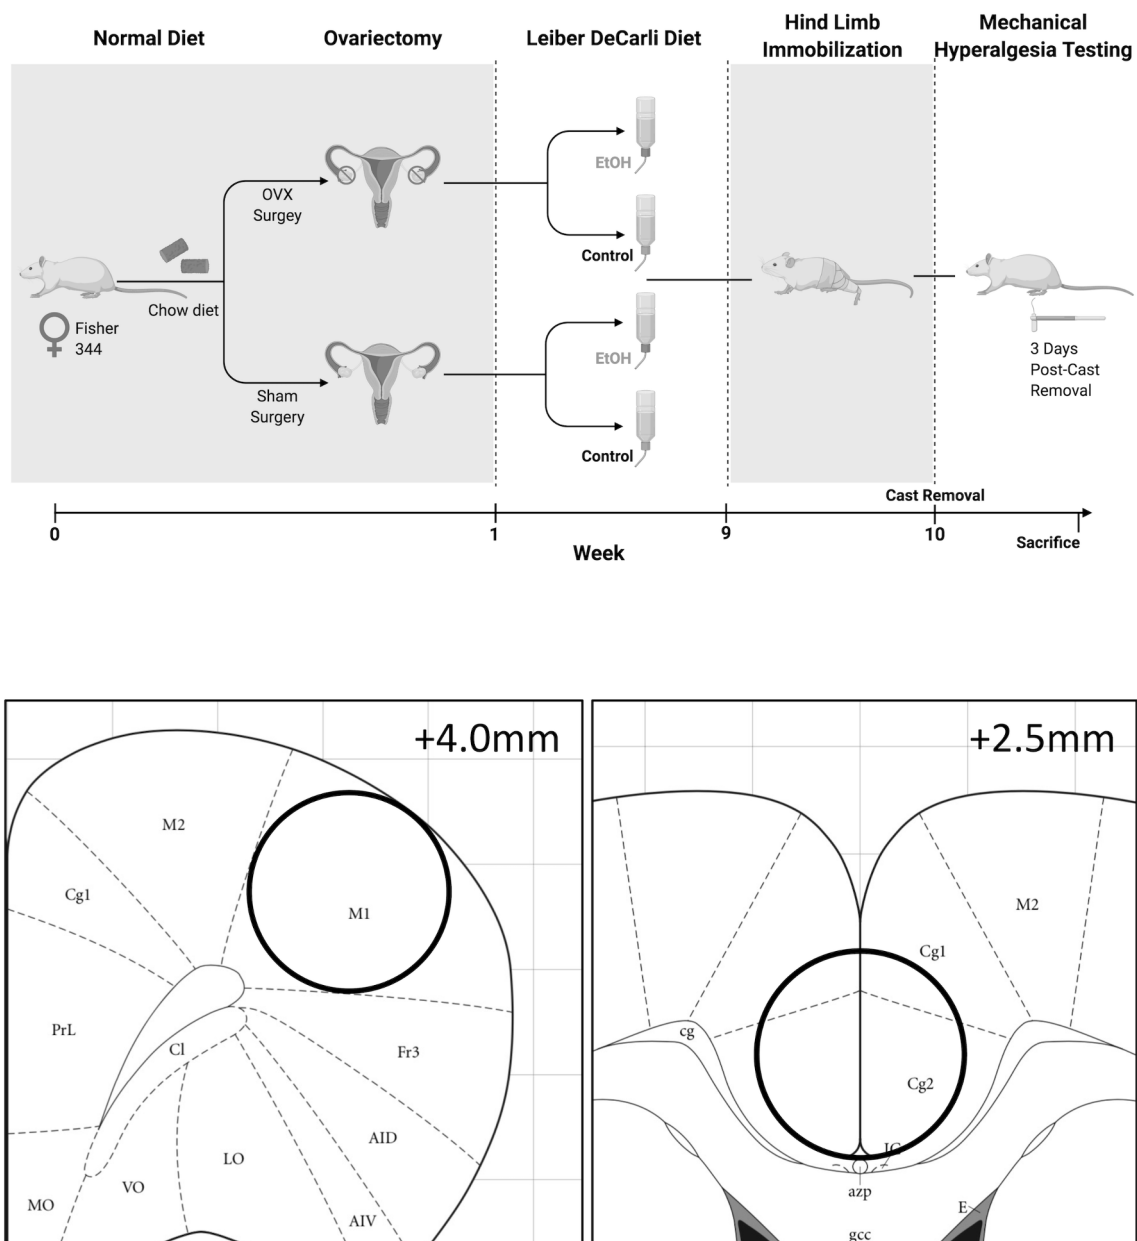 Normal Diet
Ovariectomy
Leiber DeCarli Diet
Hind Limb
Immobilization
Mechanical
Hyperalgesia Testing
OVX
Surgey
EtOH
Control
Chow diet
Fisher
344
Sham
Surgery
EtOH
Control
3 Days
Post-Cast
Removal
Cast Removal
0
1
9
10
Week
Sacrifice
+4.0mm
M2
Cg1
M1
PrL
Cl
Fr3
AID
LO
VO
MO
AIV
+2.5mm
M2
Cg1
cg
Cg2
IG
azp
E
gcc